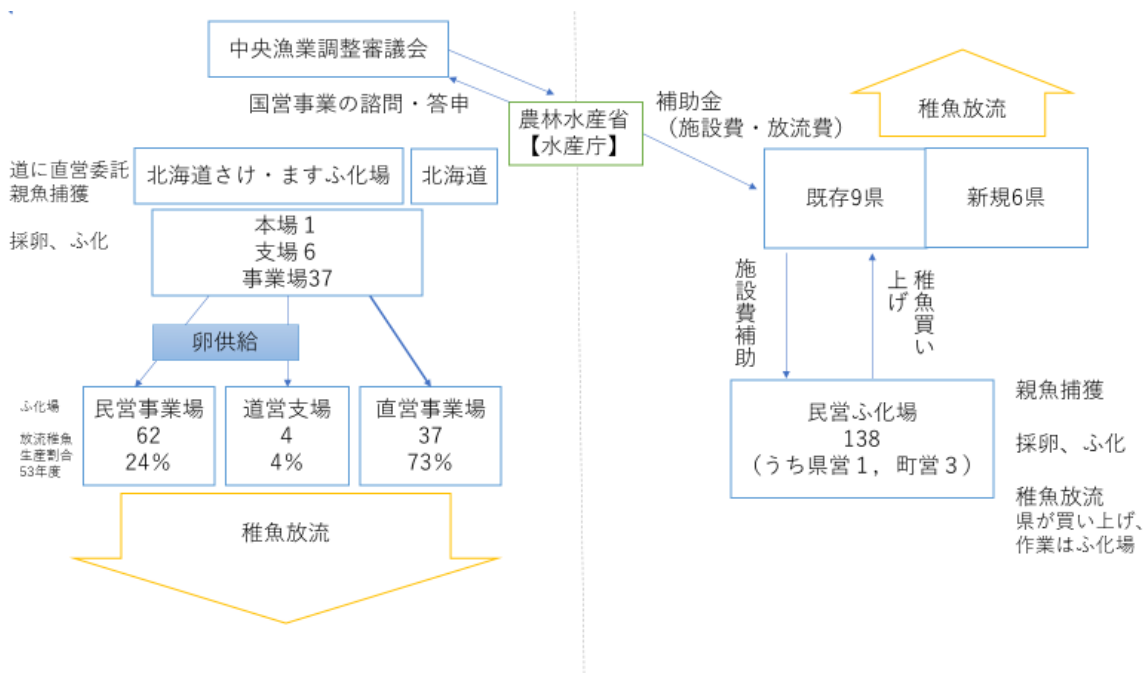 中央漁業調整審議会
国営事業の諮問・答申
農林水産省
【水産庁】
道に直営委託
親魚捕獲
北海道さけ・ますふ化場
北海道
採卵、ふ化
本場1
支場6
事業場37
卵供給
ふ化場
放流稚魚
生産割合
53年度
民営事業場
62
24%
道営支場
4
4%
直営事業場
37
73%
稚魚放流
補助金
（施設費・放流費）
稚魚放流
既存9県
新規6県
施設費補助
稚魚買い
上げ
民営ふ化場
138
（うち県営1，町営3）
親魚捕獲
採卵、ふ化
稚魚放流
県が買い上げ、
作業はふ化場